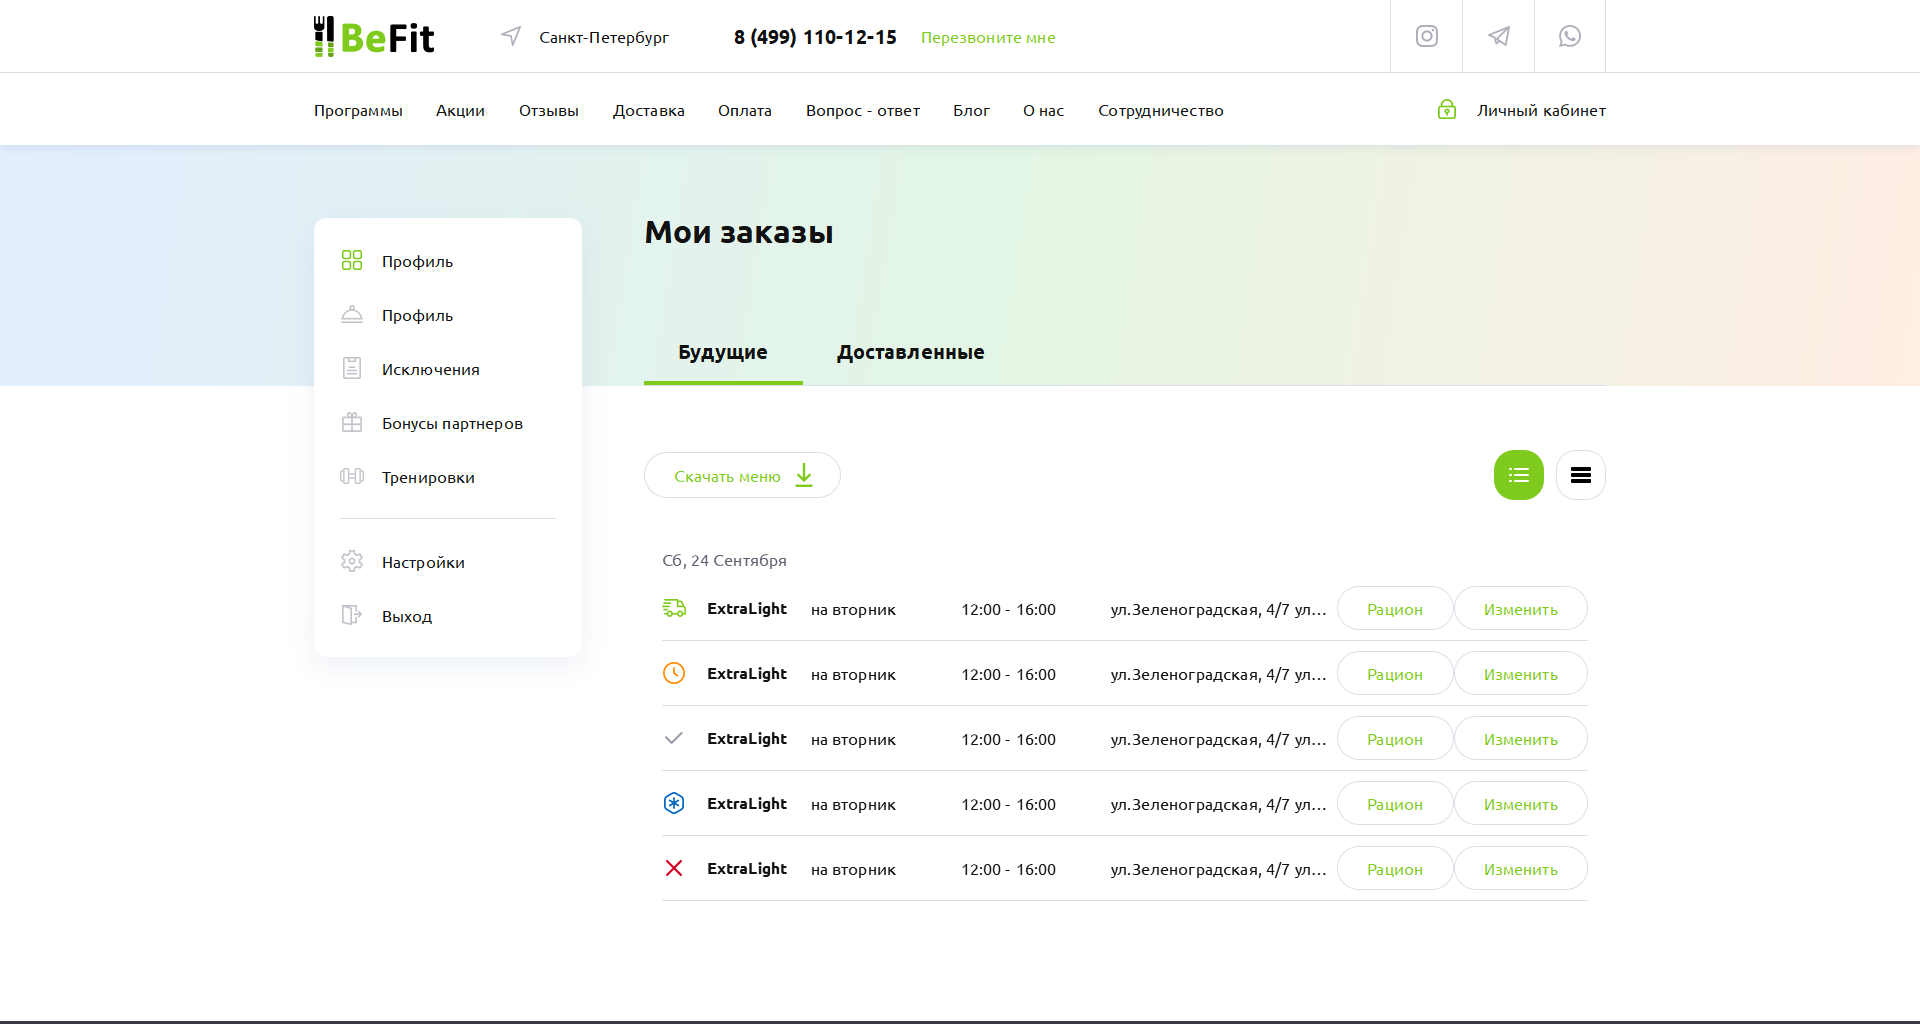 BeFit
Санкт-Петербург
8 (499) 110-12-15
Перезвоните мне
Программы
Акции
Отзывы
Доставка
Оплата
Вопрос - ответ
Блог
О нас
Сотрудничество
Личный кабинет
Профиль
Профиль
Исключения
Бонусы партнеров
Тренировки
Настройки
Выход
Мои заказы
Будущие
Доставленные
Скачать меню
Сб, 24 Сентября
ExtraLight на вторник 12:00 - 16:00 ул.Зеленоградская, 4/7 ул... Рацион Изменить
ExtraLight на вторник 12:00 - 16:00 ул.Зеленоградская, 4/7 ул... Рацион Изменить
ExtraLight на вторник 12:00 - 16:00 ул.Зеленоградская, 4/7 ул... Рацион Изменить
ExtraLight на вторник 12:00 - 16:00 ул.Зеленоградская, 4/7 ул... Рацион Изменить
ExtraLight на вторник 12:00 - 16:00 ул.Зеленоградская, 4/7 ул... Рацион Изменить